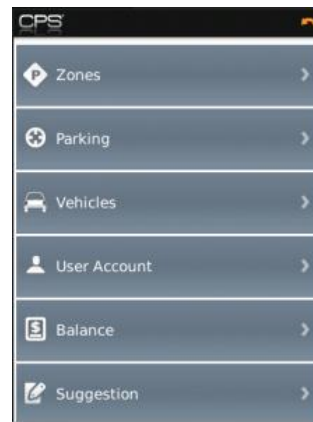 CPS
Zones
Parking
Vehicles
User Account
Balance
Suggestion